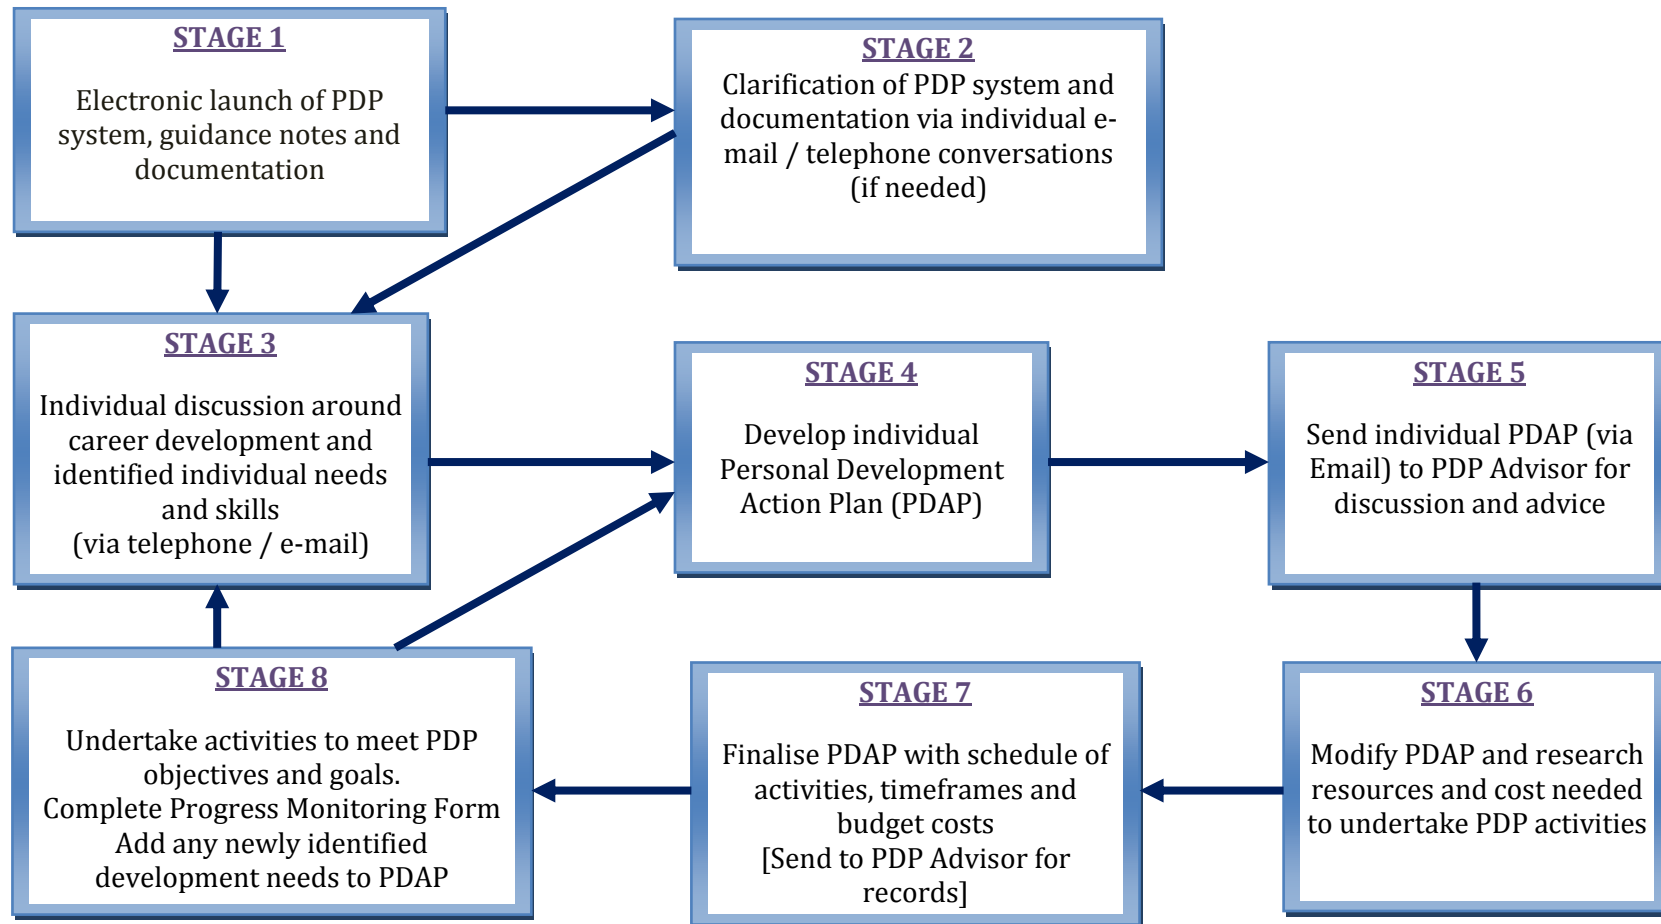 STAGE 1
Electronic launch of PDP
system, guidance notes and
documentation
STAGE 2
Clarification of PDP system and
documentation via individual e-
mail / telephone conversations
(if needed)
STAGE 3
Individual discussion around
career development and
identified individual needs
and skills
(via telephone / e-mail)
STAGE 4
Develop individual
Personal Development
Action Plan (PDAP)
STAGE 5
Send individual PDAP (via
Email) to PDP Advisor for
discussion and advice
STAGE 6
Modify PDAP and research
resources and cost needed
to undertake PDP activities
STAGE 7
Finalise PDAP with schedule of
activities, timeframes and
budget costs
[Send to PDP Advisor for
records]
STAGE 8
Undertake activities to meet PDP
objectives and goals.
Complete Progress Monitoring Form
Add any newly identified
development needs to PDAP